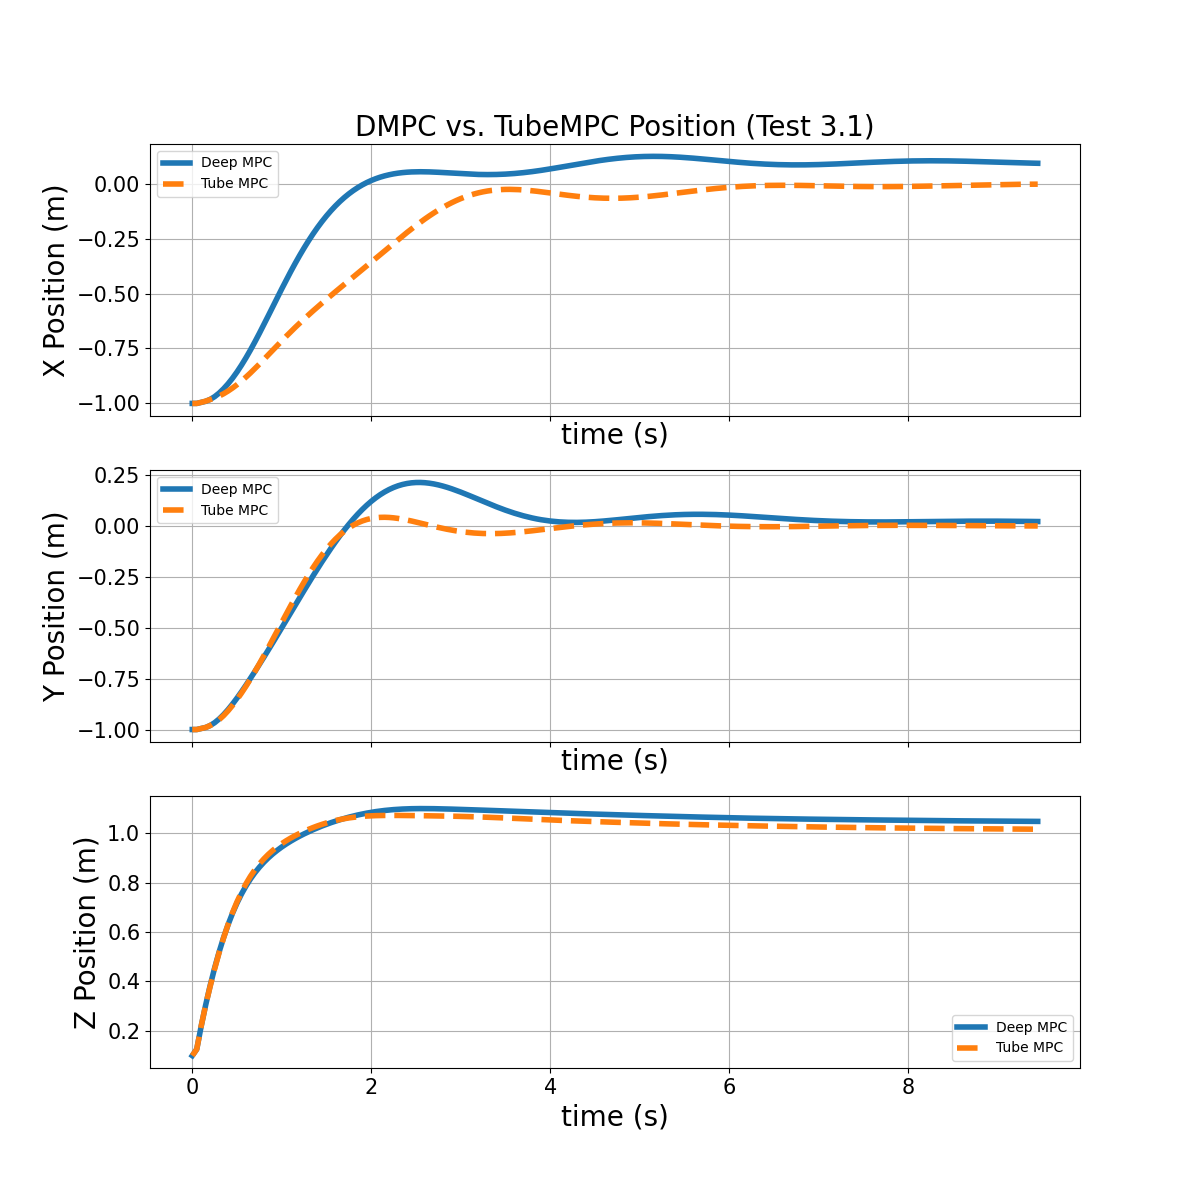 DMPC vs. TubeMPC Position (Test 3.1)
Deep MPC
Tube MPC
0.00
−0.25
−0.50
−0.75
−1.00
X Position (m)
time (s)
Deep MPC
Tube MPC
0.25
0.00
−0.25
−0.50
−0.75
−1.00
Y Position (m)
time (s)
1.0
0.8
0.6
0.4
0.2
Z Position (m)
Deep MPC
Tube MPC
0 2 4 6 8
time (s)